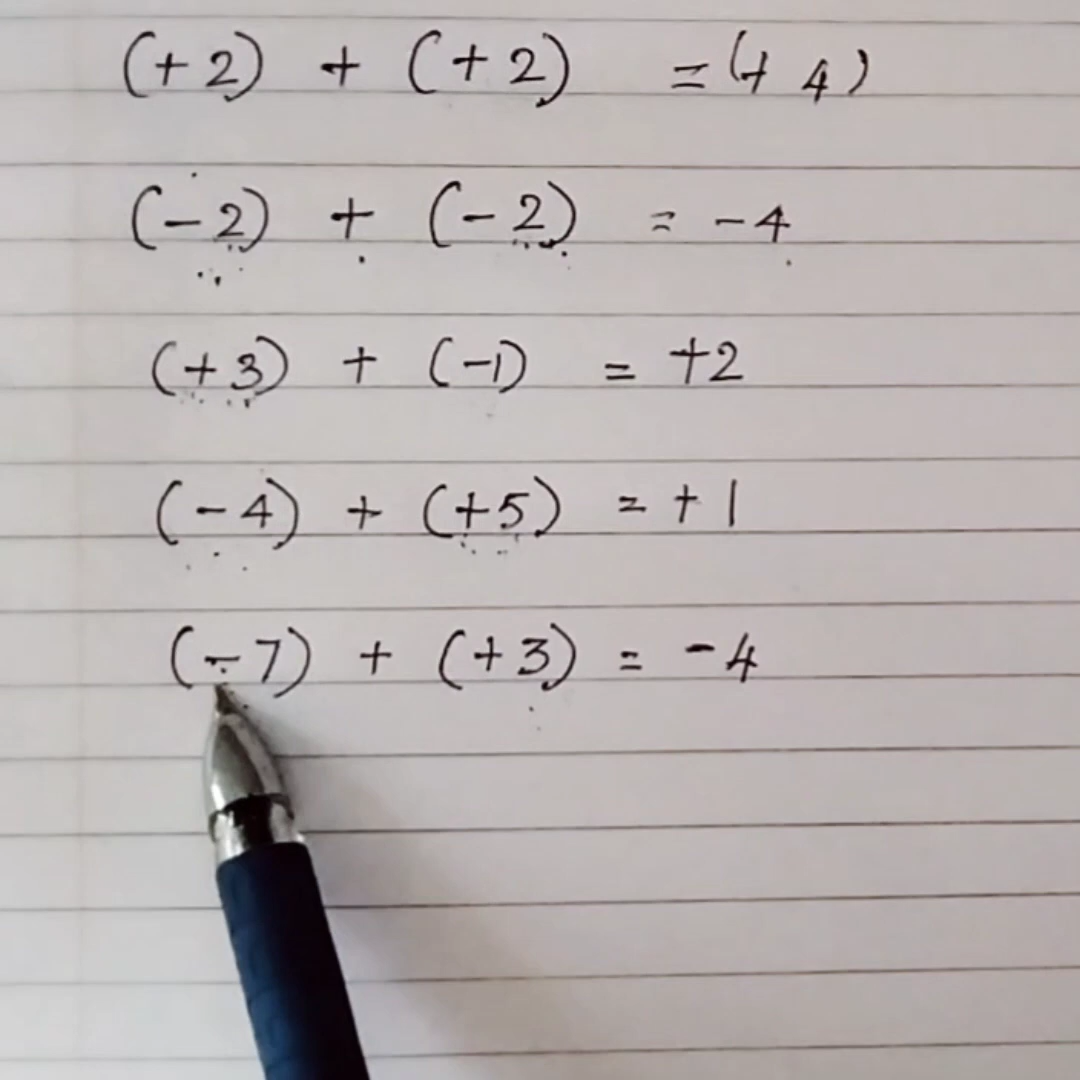 (+2) + (+2) = (+ 4)
(-2) + (-2) = -4
(+3) + (-1) = +2
(-4) + (+5) = +1
(-7) + (+3) = -4